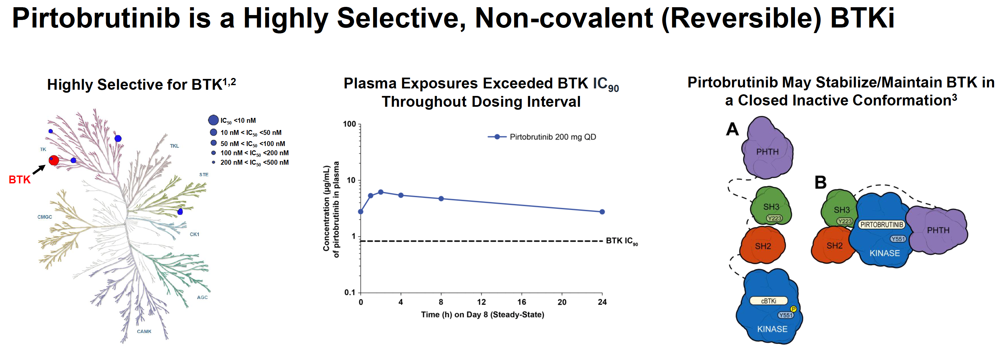 Pirtobrutinib is a Highly Selective, Non-covalent (Reversible) BTKi
Highly Selective for BTK1,2
IC50 <10 nM
10 nM < IC50 <50 nM
50 nM < IC50 <100 nM
100 nM < IC50 <200 nM
200 nM < IC50 <500 nM
TK
TKL
BTK
STE
CMGC
CK1
AGC
CAMK
Plasma Exposures Exceeded BTK IC90
Throughout Dosing Interval
Concentration (µg/mL)
of pirtobrutinib in plasma
100
10
1
0.1
Pirtobrutinib 200 mg QD
BTK IC90
0 4 8 12 16 20 24
Time (h) on Day 8 (Steady-State)
Pirtobrutinib May Stabilize/Maintain BTK in
a Closed Inactive Conformation3
A
PHTH
SH3
Y223
SH2
cBTKi
P
Y551
KINASE
B
SH3
Y223
PIRTOBRUTINIB
PHTH
Y551
SH2
KINASE